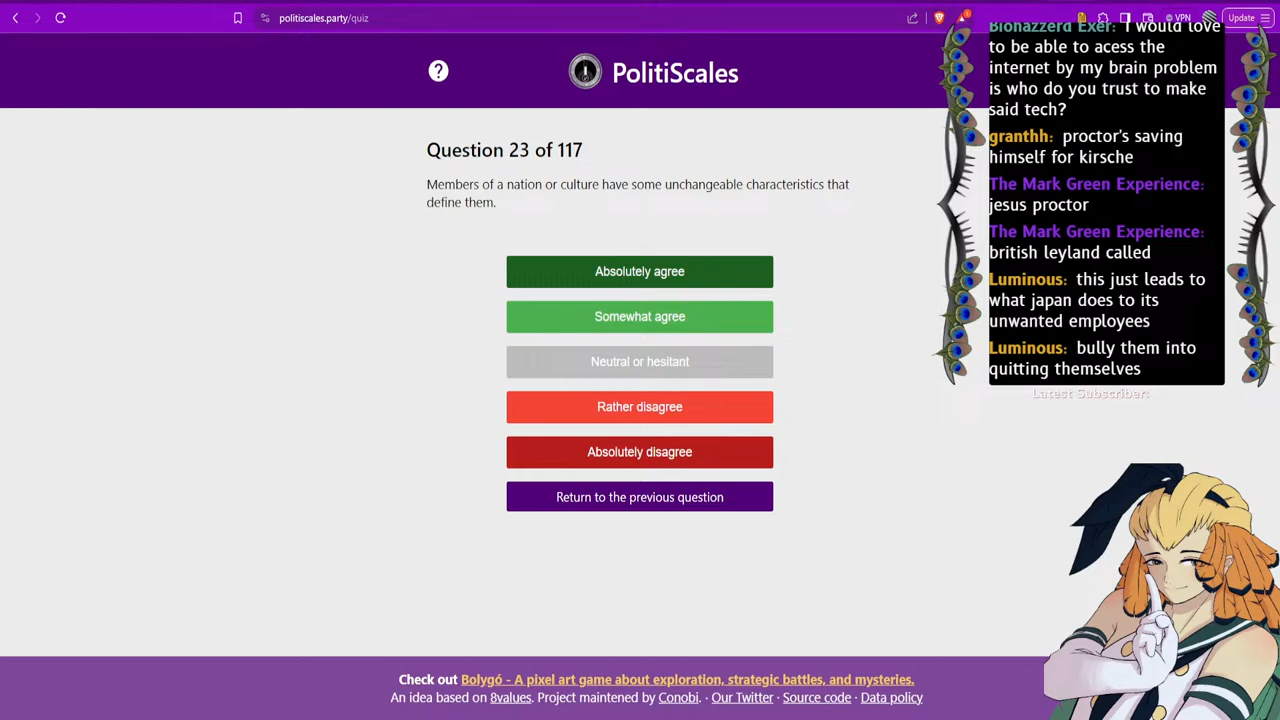 politiscales.party/quiz
VPN
Update
PolitiScales
Question 23 of 117
Members of a nation or culture have some unchangeable characteristics that
define them.
Absolutely agree
Somewhat agree
Neutral or hesitant
Rather disagree
Absolutely disagree
Return to the previous question
Biohazzerd Exer: I would love
to be able to acess the
internet by my brain problem
is who do you trust to make
said tech?
granthh: proctor's saving
himself for kirsche
The Mark Green Experience:
jesus proctor
The Mark Green Experience:
british leyland called
Luminous: this just leads to
what japan does to its
unwanted employees
Luminous: bully them into
quitting themselves
Latest Subscriber:
Check out Bolygó - A pixel art game about exploration, strategic battles, and mysteries.
An idea based on 8values. Project maintened by Conobi. · Our Twitter · Source code · Data policy